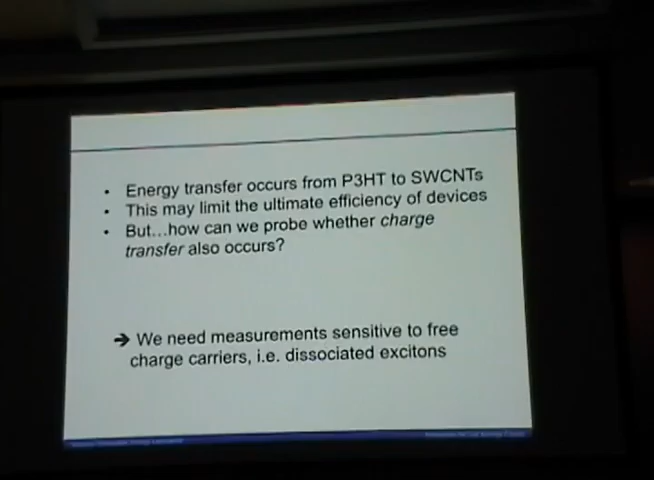 • Energy transfer occurs from P3HT to SWCNTs
• This may limit the ultimate efficiency of devices
• But...how can we probe whether charge
transfer also occurs?
➔ We need measurements sensitive to free
charge carriers, i.e. dissociated excitons